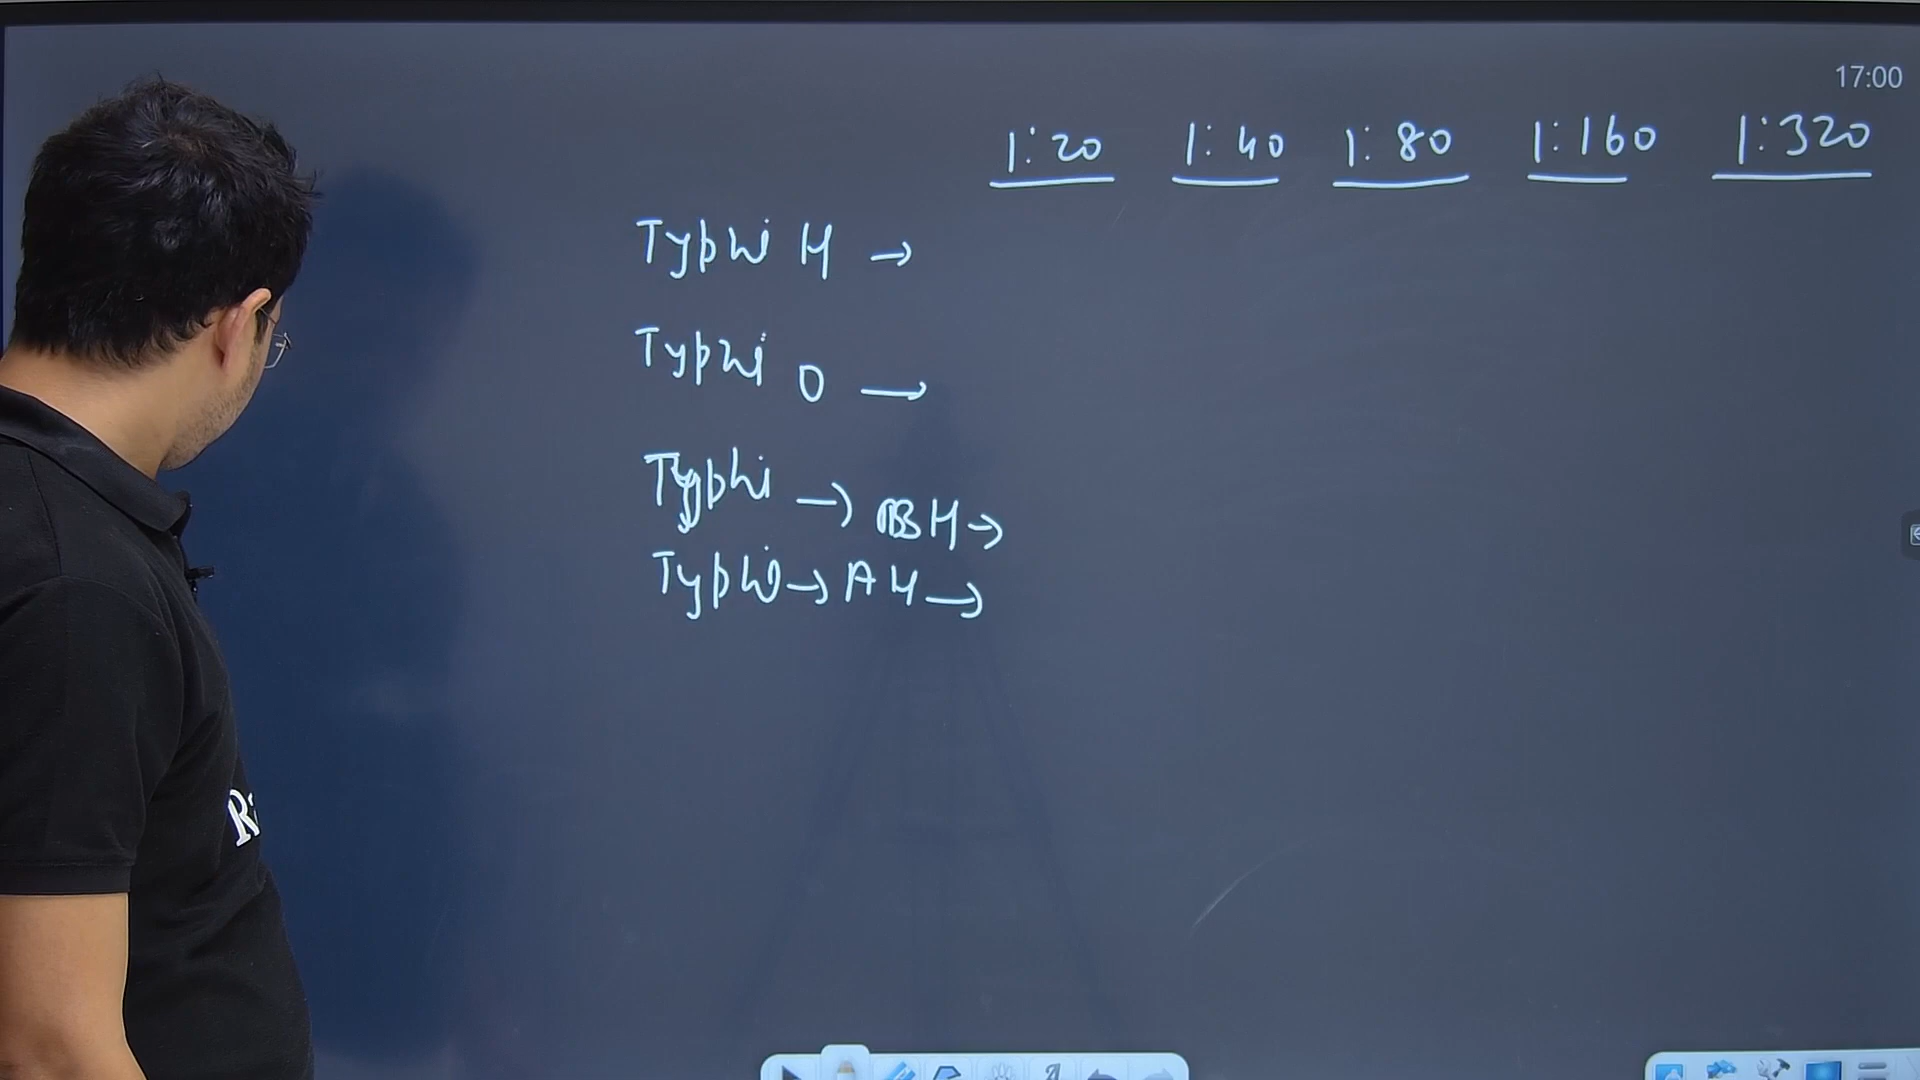 17:00
1:20 1:40 1:80 1:160 1:320
Typhi H →
Typhi O →
Typhi → BH →
Typhi → AH →